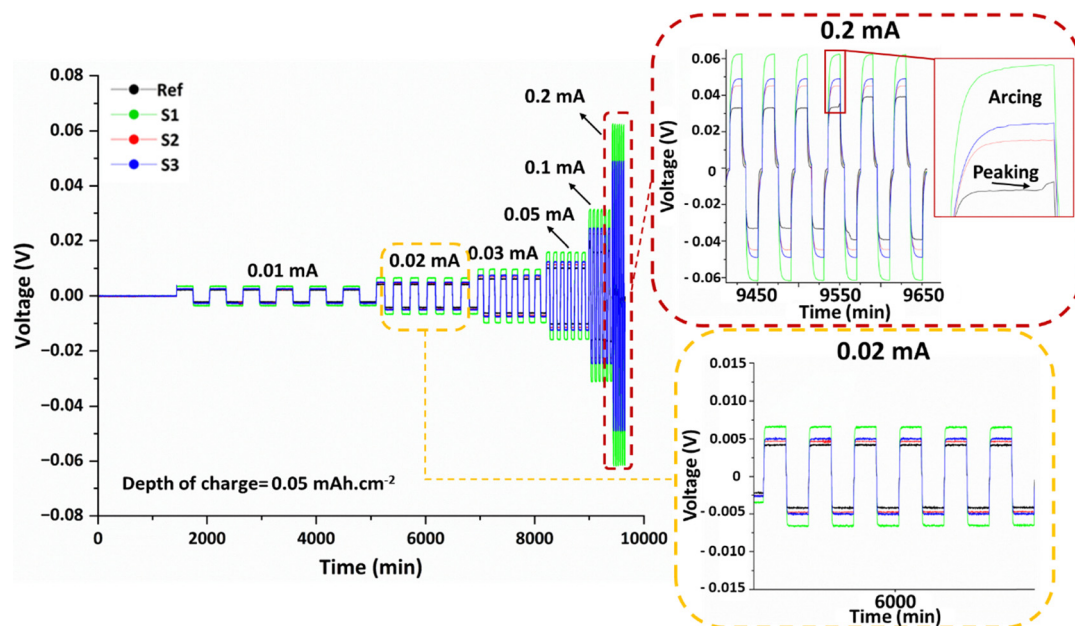 0.08
0.06
0.04
0.02
0.00
−0.02
−0.04
−0.06
−0.08
Voltage (V)
Ref
S1
S2
S3
0.01 mA
0.02 mA
0.03 mA
0.05 mA
0.1 mA
0.2 mA
Depth of charge= 0.05 mAh.cm-2
0 2000 4000 6000 8000 10000
Time (min)
0.2 mA
0.06
0.04
0.02
0
- 0.02
- 0.04
- 0.06
Voltage (V)
Arcing
Peaking
9450 9550 9650
Time (min)
0.02 mA
0.015
0.010
0.005
0
- 0.005
- 0.010
- 0.015
Voltage (V)
6000
Time (min)